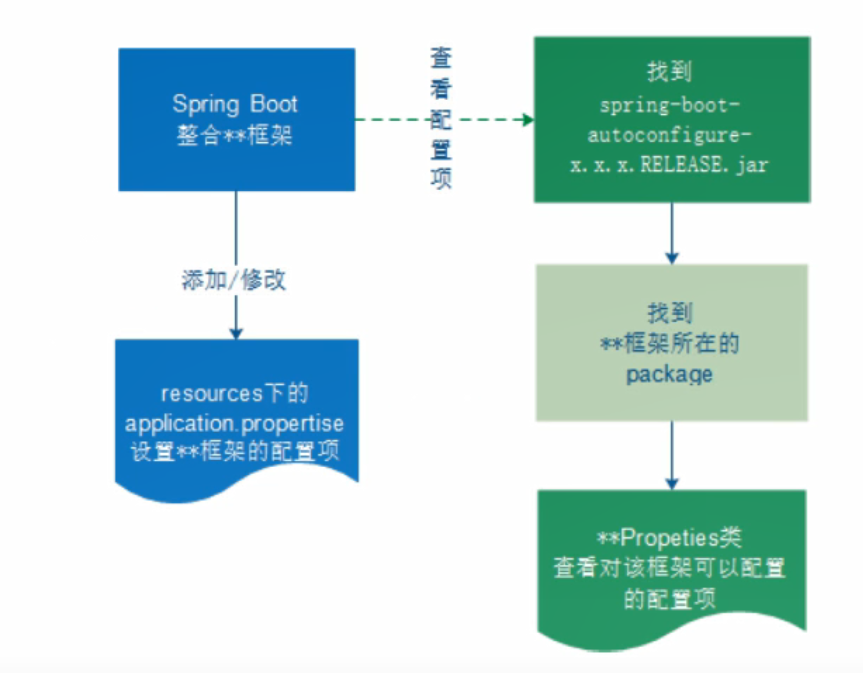 Spring Boot
整合**框架
查看配置项
找到
spring-boot-
autoconfigure-
x.x.x.RELEASE.jar
添加/修改
找到
**框架所在的
package
resources下的
application.propertise
设置**框架的配置项
**Propeties类
查看对该框架可以配置
的配置项